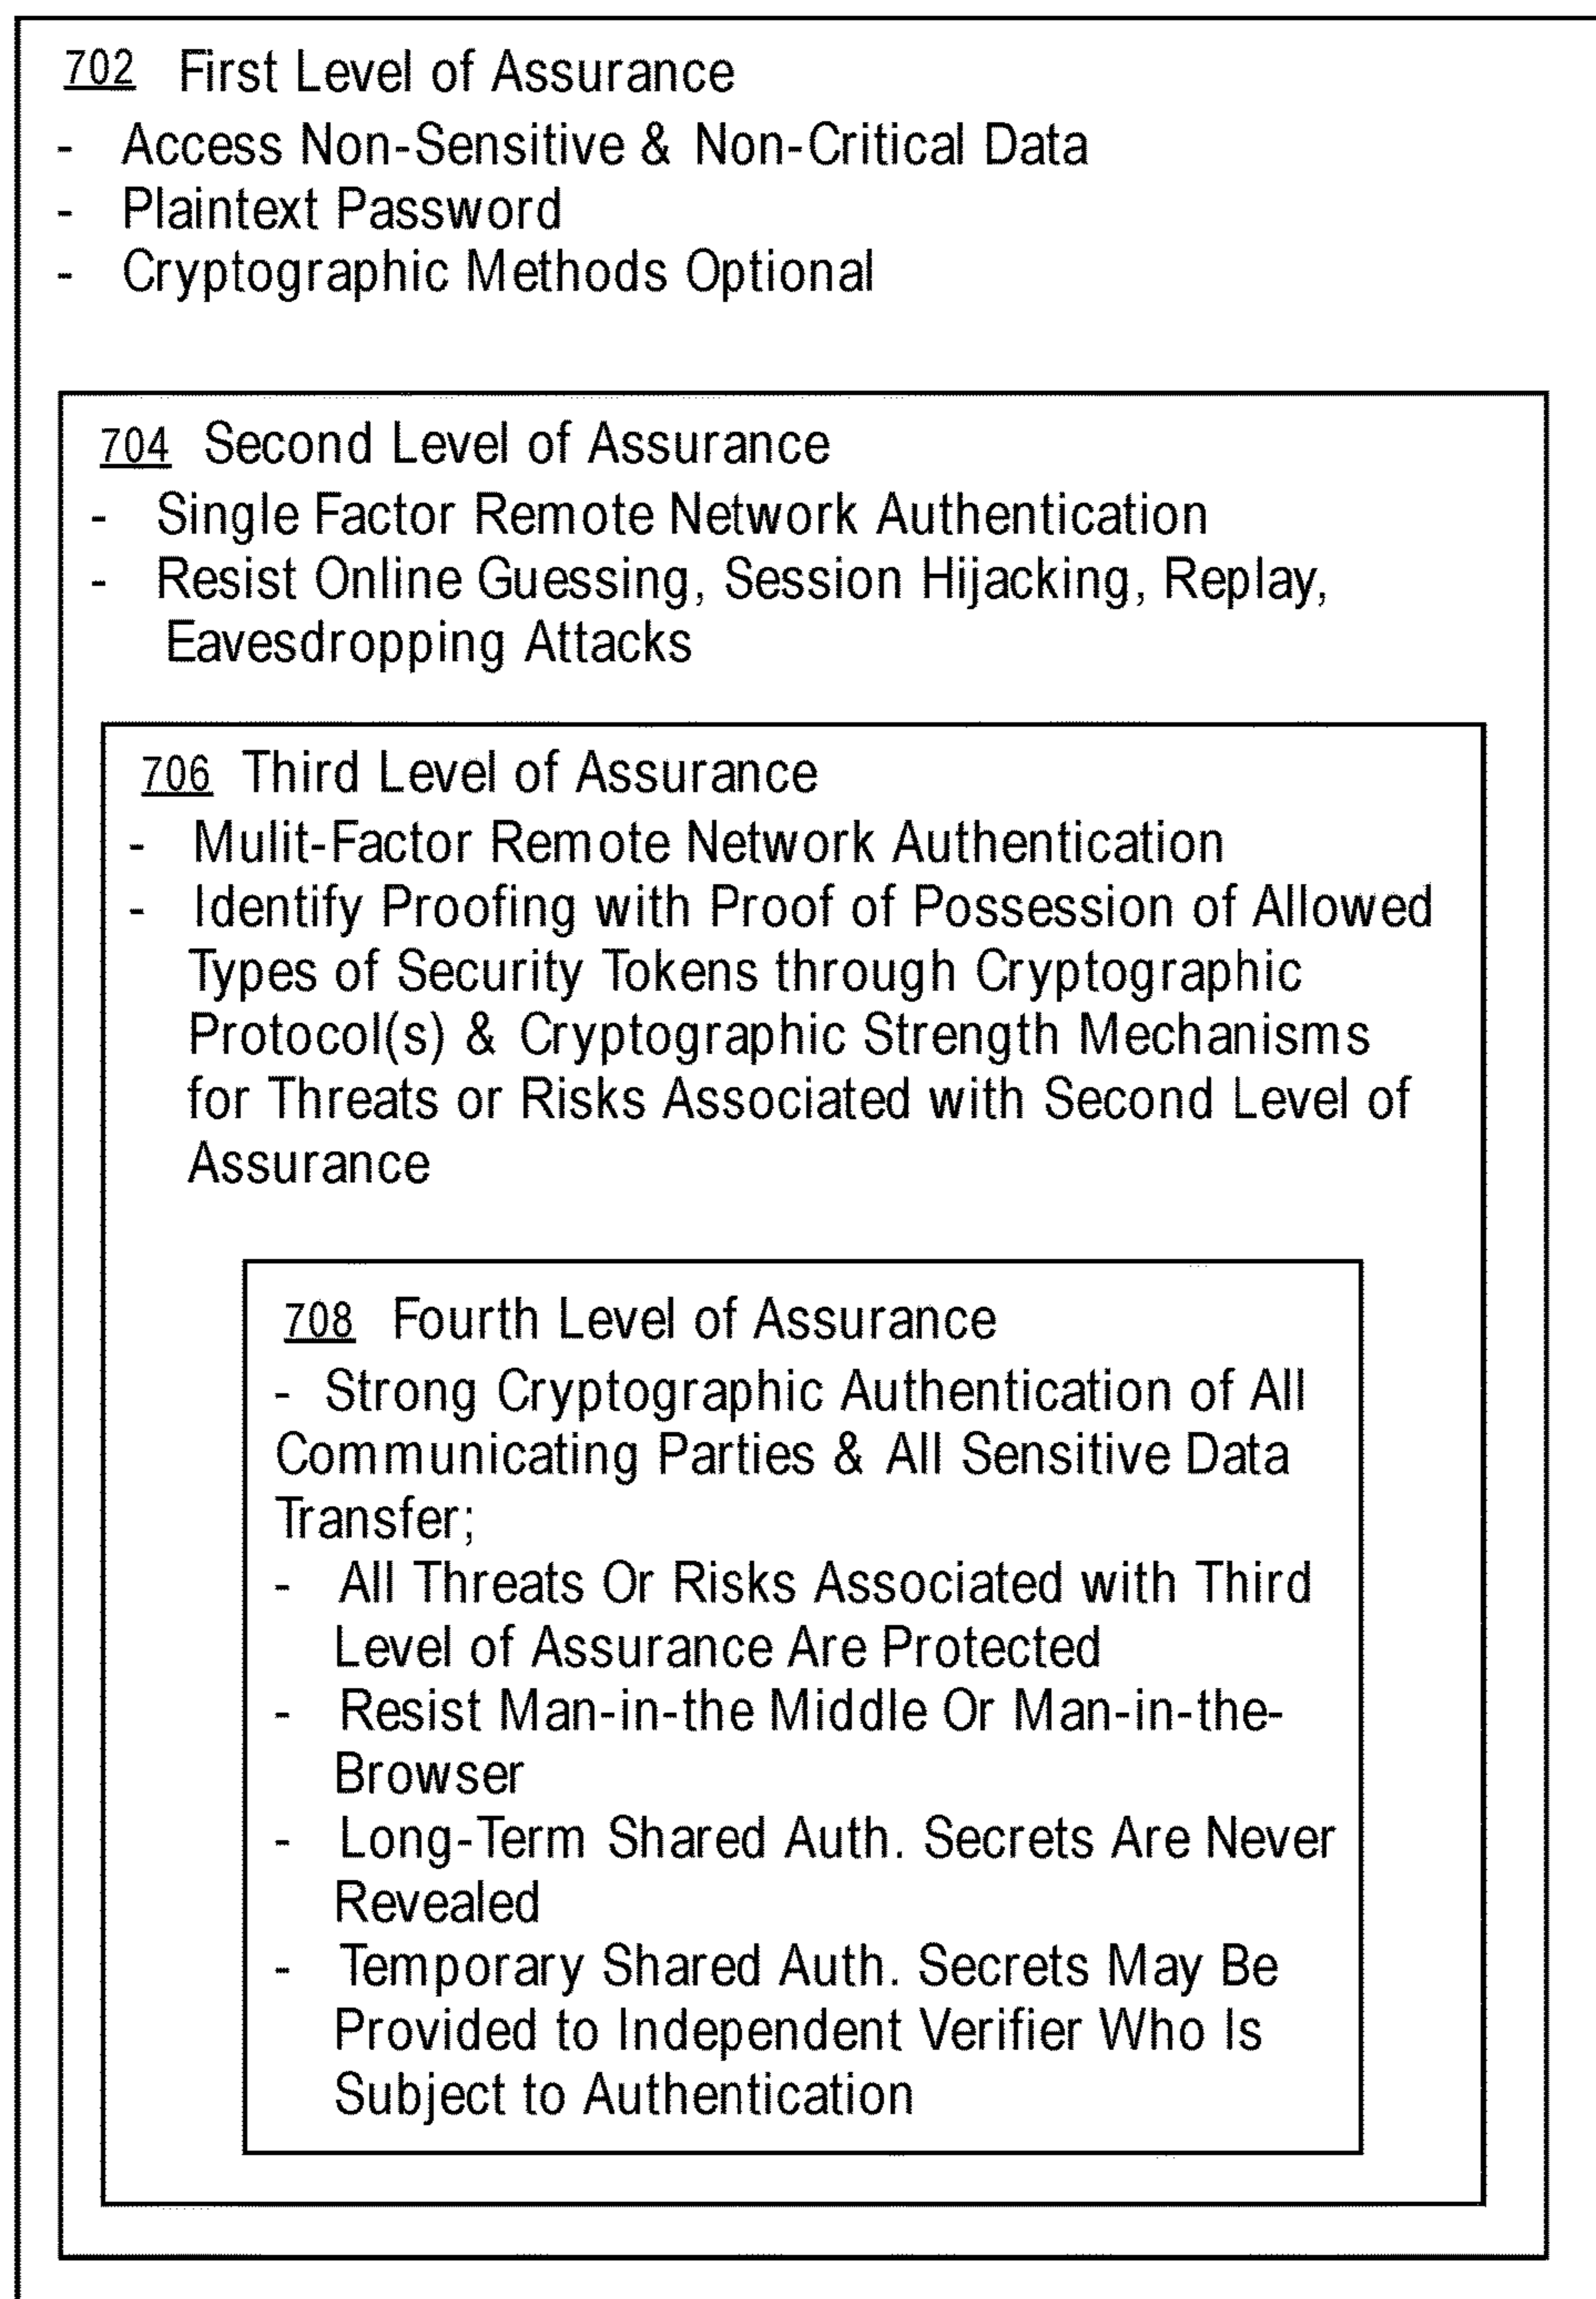 702 First Level of Assurance
- Access Non-Sensitive & Non-Critical Data
- Plaintext Password
- Cryptographic Methods Optional
704 Second Level of Assurance
- Single Factor Remote Network Authentication
- Resist Online Guessing, Session Hijacking, Replay,
Eavesdropping Attacks
706 Third Level of Assurance
- Mulit-Factor Remote Network Authentication
- Identify Proofing with Proof of Possession of Allowed
Types of Security Tokens through Cryptographic
Protocol(s) & Cryptographic Strength Mechanisms
for Threats or Risks Associated with Second Level of
Assurance
708 Fourth Level of Assurance
- Strong Cryptographic Authentication of All
Communicating Parties & All Sensitive Data
Transfer;
- All Threats Or Risks Associated with Third
Level of Assurance Are Protected
- Resist Man-in-the Middle Or Man-in-the-
Browser
- Long-Term Shared Auth. Secrets Are Never
Revealed
- Temporary Shared Auth. Secrets May Be
Provided to Independent Verifier Who Is
Subject to Authentication